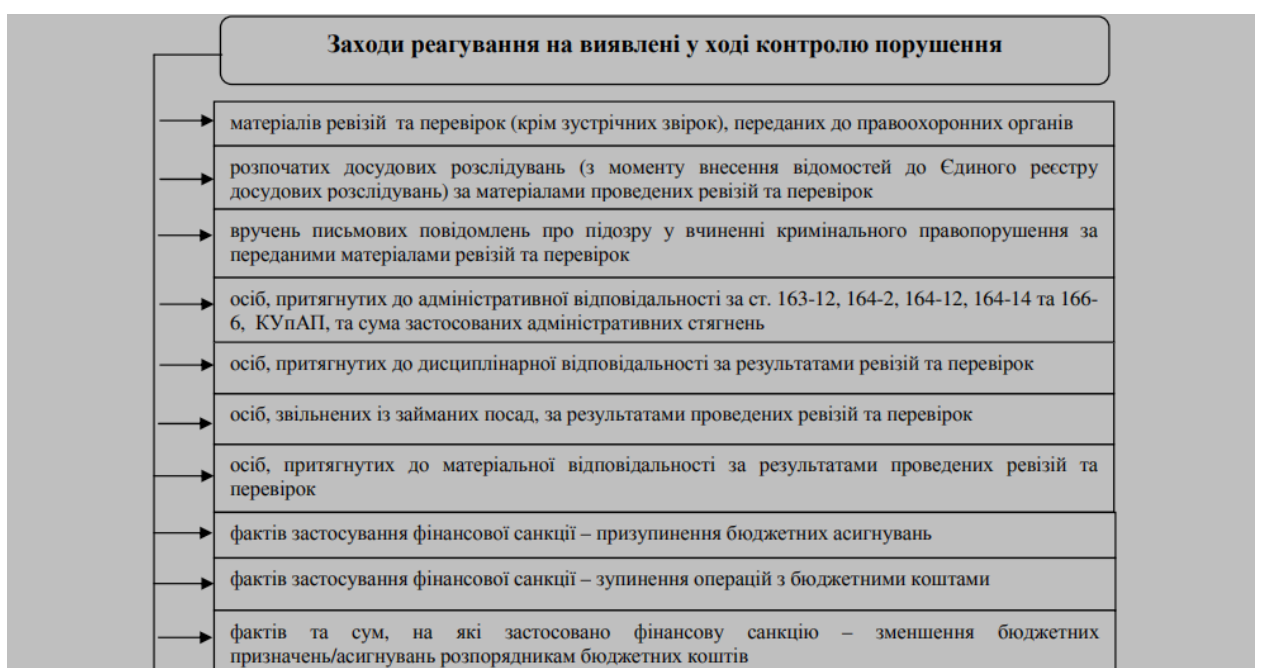 Заходи реагування на виявлені у ході контролю порушення
матеріалів ревізій та перевірок (крім зустрічних звірок), переданих до правоохоронних органів
розпочатих досудових розслідувань (з моменту внесення відомостей до Єдиного реєстру
досудових розслідувань) за матеріалами проведених ревізій та перевірок
вручень письмових повідомлень про підозру у вчиненні кримінального правопорушення за
переданими матеріалами ревізій та перевірок
осіб, притягнутих до адміністративної відповідальності за ст. 163-12, 164-2, 164-12, 164-14 та 166-
6, КУпАП, та сума застосованих адміністративних стягнень
осіб, притягнутих до дисциплінарної відповідальності за результатами ревізій та перевірок
осіб, звільнених із займаних посад, за результатами проведених ревізій та перевірок
осіб, притягнутих до матеріальної відповідальності за результатами проведених ревізій та
перевірок
фактів застосування фінансової санкції – призупинення бюджетних асигнувань
фактів застосування фінансової санкції – зупинення операцій з бюджетними коштами
фактів та сум, на які застосовано фінансову санкцію – зменшення бюджетних
призначень/асигнувань розпорядникам бюджетних коштів